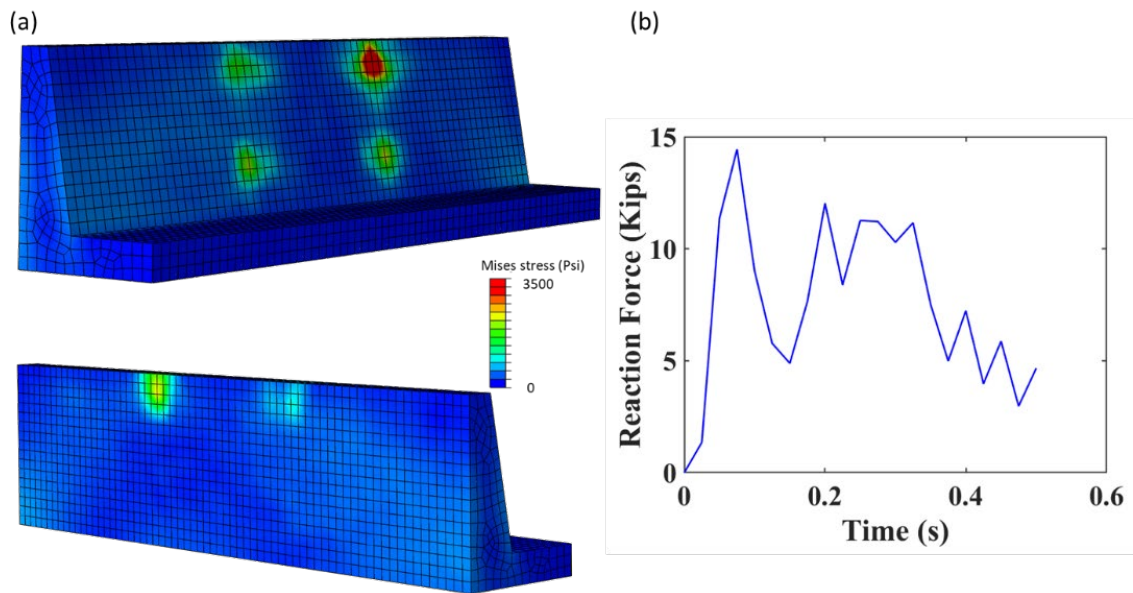 (a)
(b)
Mises stress (Psi)
3500
0
Reaction Force (Kips)
15
10
5
0
0
0.2
0.4
0.6
Time (s)